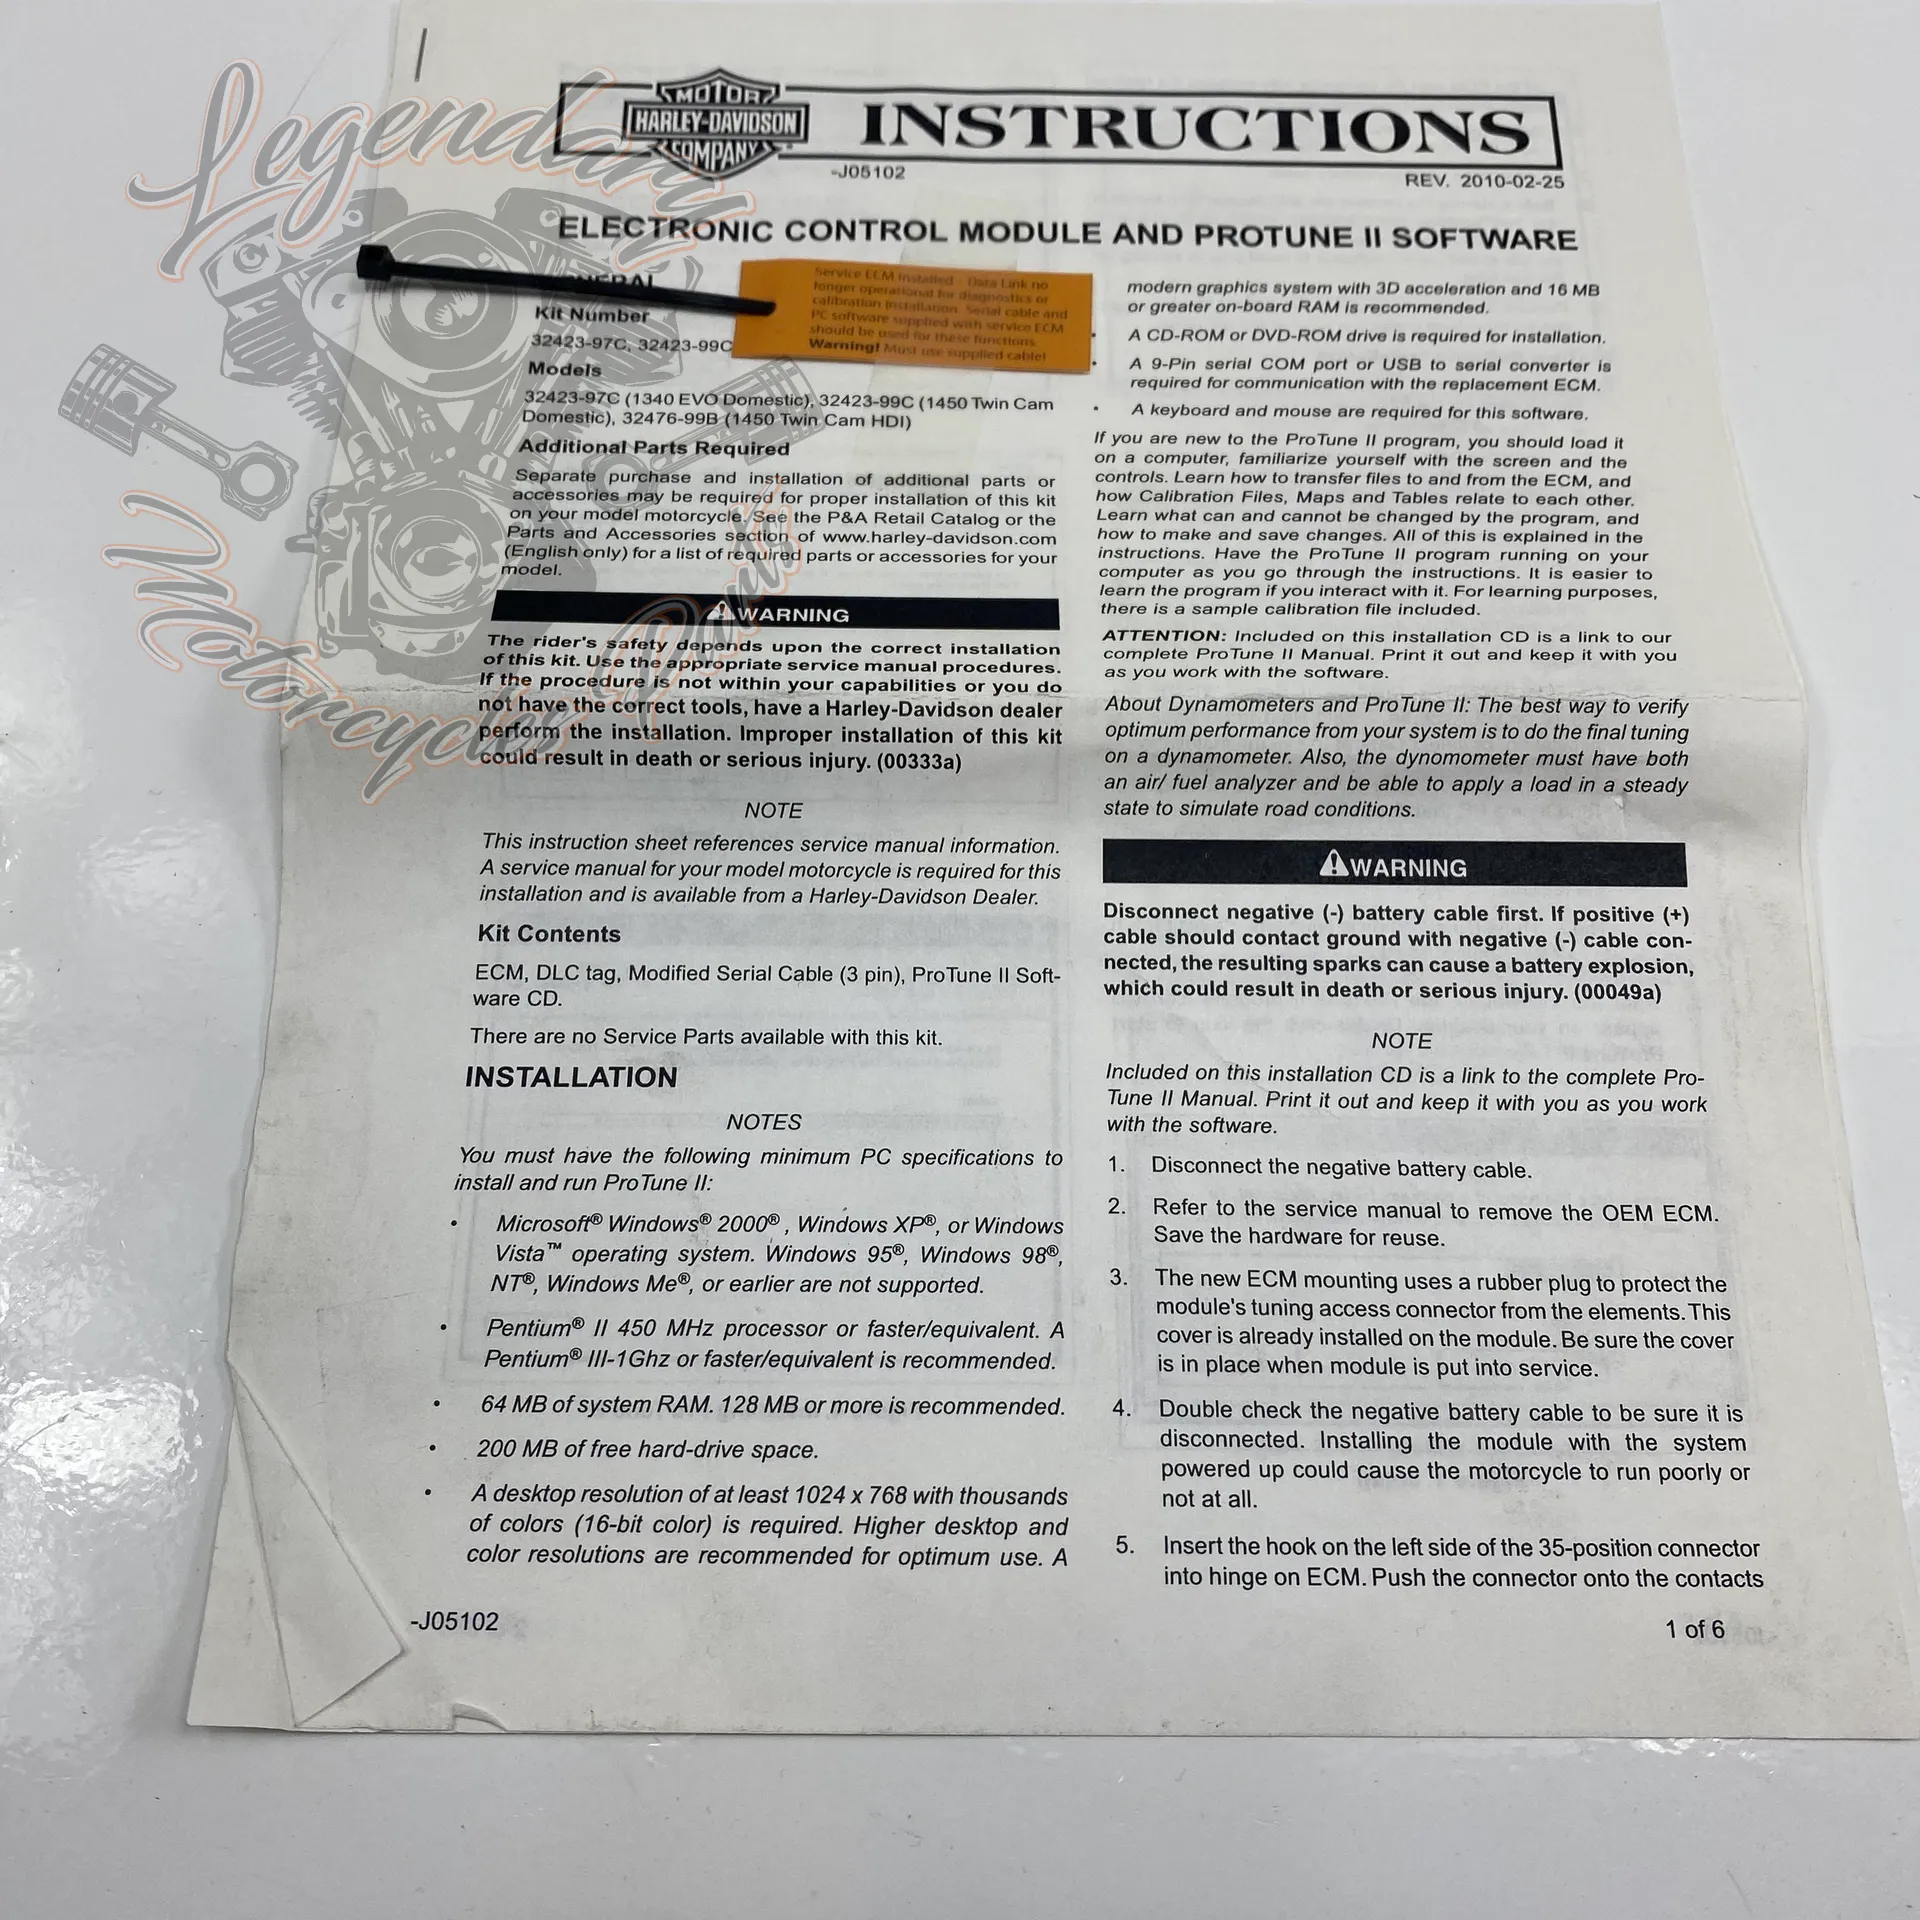 Legendary
Motorcycles Parts
MOTOR
HARLEY-DAVIDSON
COMPANY
INSTRUCTIONS
-J05102
REV. 2010-02-25
ELECTRONIC CONTROL MODULE AND PROTUNE II SOFTWARE
Service ECM Installed - Data Link no
longer operational for diagnostics or
calibration installation. Serial cable and
PC software supplied with service ECM
should be used for these functions.
Warning! Must use supplied cable!
Kit Number
32423-97C, 32423-99C
Models
32423-97C (1340 EVO Domestic), 32423-99C (1450 Twin Cam
Domestic), 32476-99B (1450 Twin Cam HDI)
Additional Parts Required
Separate purchase and installation of additional parts or
accessories may be required for proper installation of this kit
on your model motorcycle. See the P&A Retail Catalog or the
Parts and Accessories section of www.harley-davidson.com
(English only) for a list of required parts or accessories for your
model.
WARNING
The rider's safety depends upon the correct installation
of this kit. Use the appropriate service manual procedures.
If the procedure is not within your capabilities or you do
not have the correct tools, have a Harley-Davidson dealer
perform the installation. Improper installation of this kit
could result in death or serious injury. (00333a)
NOTE
This instruction sheet references service manual information.
A service manual for your model motorcycle is required for this
installation and is available from a Harley-Davidson Dealer.
Kit Contents
ECM, DLC tag, Modified Serial Cable (3 pin), ProTune II Soft-
ware CD.
There are no Service Parts available with this kit.
INSTALLATION
NOTES
You must have the following minimum PC specifications to
install and run ProTune II:
• Microsoft® Windows® 2000® , Windows XP®, or Windows
Vista™ operating system. Windows 95®, Windows 98®,
NT®, Windows Me®, or earlier are not supported.
• Pentium® II 450 MHz processor or faster/equivalent. A
Pentium® III-1Ghz or faster/equivalent is recommended.
• 64 MB of system RAM. 128 MB or more is recommended.
• 200 MB of free hard-drive space.
• A desktop resolution of at least 1024 x 768 with thousands
of colors (16-bit color) is required. Higher desktop and
color resolutions are recommended for optimum use. A
modern graphics system with 3D acceleration and 16 MB
or greater on-board RAM is recommended.
• A CD-ROM or DVD-ROM drive is required for installation.
• A 9-Pin serial COM port or USB to serial converter is
required for communication with the replacement ECM.
• A keyboard and mouse are required for this software.
If you are new to the ProTune II program, you should load it
on a computer, familiarize yourself with the screen and the
controls. Learn how to transfer files to and from the ECM, and
how Calibration Files, Maps and Tables relate to each other.
Learn what can and cannot be changed by the program, and
how to make and save changes. All of this is explained in the
instructions. Have the ProTune II program running on your
computer as you go through the instructions. It is easier to
learn the program if you interact with it. For learning purposes,
there is a sample calibration file included.
ATTENTION: Included on this installation CD is a link to our
complete ProTune II Manual. Print it out and keep it with you
as you work with the software.
About Dynamometers and ProTune II: The best way to verify
optimum performance from your system is to do the final tuning
on a dynamometer. Also, the dynomometer must have both
an air/ fuel analyzer and be able to apply a load in a steady
state to simulate road conditions.
WARNING
Disconnect negative (-) battery cable first. If positive (+)
cable should contact ground with negative (-) cable con-
nected, the resulting sparks can cause a battery explosion,
which could result in death or serious injury. (00049a)
NOTE
Included on this installation CD is a link to the complete Pro-
Tune II Manual. Print it out and keep it with you as you work
with the software.
1. Disconnect the negative battery cable.
2. Refer to the service manual to remove the OEM ECM.
Save the hardware for reuse.
3. The new ECM mounting uses a rubber plug to protect the
module's tuning access connector from the elements. This
cover is already installed on the module. Be sure the cover
is in place when module is put into service.
4. Double check the negative battery cable to be sure it is
disconnected. Installing the module with the system
powered up could cause the motorcycle to run poorly or
not at all.
5. Insert the hook on the left side of the 35-position connector
into hinge on ECM. Push the connector onto the contacts
-J05102
1 of 6